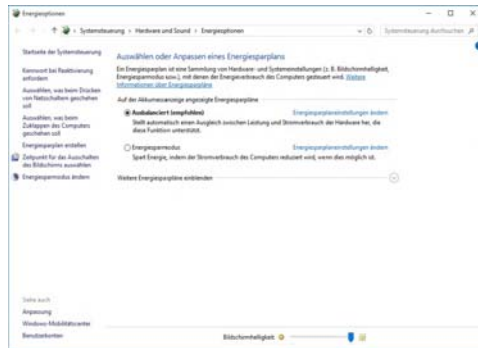 Energieoptionen
Systemsteuerung › Hardware und Sound › Energieoptionen
Systemsteuerung durchsuchen
Startseite der Systemsteuerung
Kennwort bei Reaktivierung
anfordern
Auswählen, was beim Drücken
von Netzschaltern geschehen
soll
Auswählen, was beim
Zuklappen des Computers
geschehen soll
Energiesparplan erstellen
Zeitpunkt für das Ausschalten
des Bildschirms auswählen
Energiesparmodus ändern
Auswählen oder Anpassen eines Energiesparplans
Ein Energiesparplan ist eine Sammlung von Hardware- und Systemeinstellungen (z. B. Bildschirmhelligkeit,
Energiesparmodus usw.), mit denen der Energieverbrauch des Computers gesteuert wird. Weitere
Informationen über Energiesparpläne
Auf der Akkumessanzeige angezeigte Energiesparpläne
Ausbalanciert (empfohlen) Energiesparplaneinstellungen ändern
Stellt automatisch einen Ausgleich zwischen Leistung und Stromverbrauch der Hardware her, die
diese Funktion unterstützt.
Energiesparmodus Energiesparplaneinstellungen ändern
Spart Energie, indem der Stromverbrauch des Computers reduziert wird, wenn dies möglich ist.
Weitere Energiesparpläne einblenden
Siehe auch
Anpassung
Windows-Mobilitätscenter
Benutzerkonten
Bildschirmhelligkeit